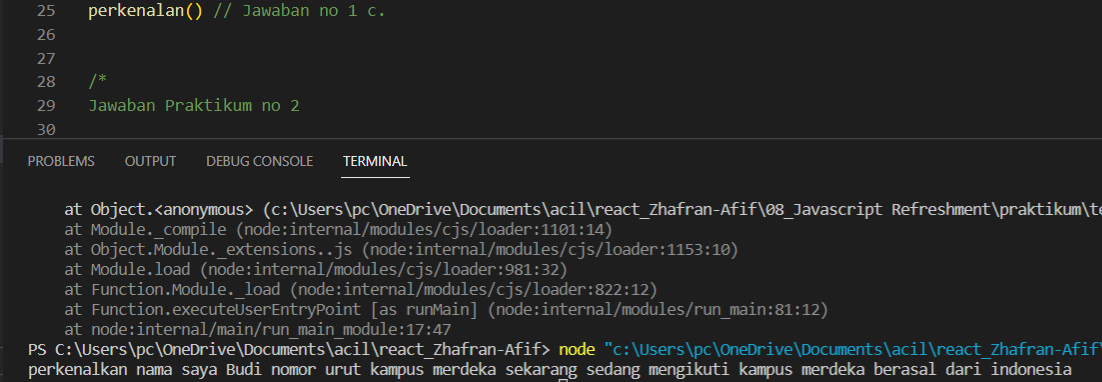 25 perkenalan() // Jawaban no 1 c.
26
27
28 /*
29 Jawaban Praktikum no 2
30
PROBLEMS OUTPUT DEBUG CONSOLE TERMINAL
at Object.<anonymous> (c:\Users\pc\OneDrive\Documents\acil\react_Zhafran-Afif\08_Javascript Refreshment\praktikum\te
at Module._compile (node:internal/modules/cjs/loader:1101:14)
at Object.Module._extensions..js (node:internal/modules/cjs/loader:1153:10)
at Module.load (node:internal/modules/cjs/loader:981:32)
at Function.Module._load (node:internal/modules/cjs/loader:822:12)
at Function.executeUserEntryPoint [as runMain] (node:internal/modules/run_main:81:12)
at node:internal/main/run_main_module:17:47
PS C:\Users\pc\OneDrive\Documents\acil\react_Zhafran-Afif> node "c:\Users\pc\OneDrive\Documents\acil\react_Zhafran-Afif\
perkenalkan nama saya Budi nomor urut kampus merdeka sekarang sedang mengikuti kampus merdeka berasal dari indonesia